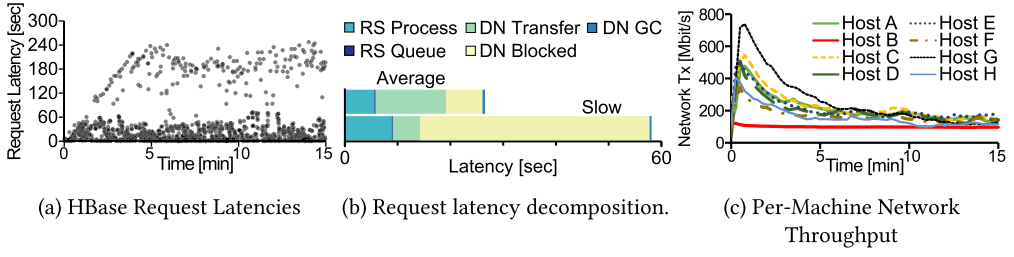 Request Latency [sec]
300
240
180
120
60
0
0
5
10
15
Time [min]
(a) HBase Request Latencies
RS Process
DN Transfer
DN GC
RS Queue
DN Blocked
Average
Slow
0
60
Latency [sec]
(b) Request latency decomposition.
Network Tx [Mbit/s]
800
600
400
200
0
0
5
10
15
Time [min]
Host A
Host B
Host C
Host D
Host E
Host F
Host G
Host H
(c) Per-Machine Network
Throughput